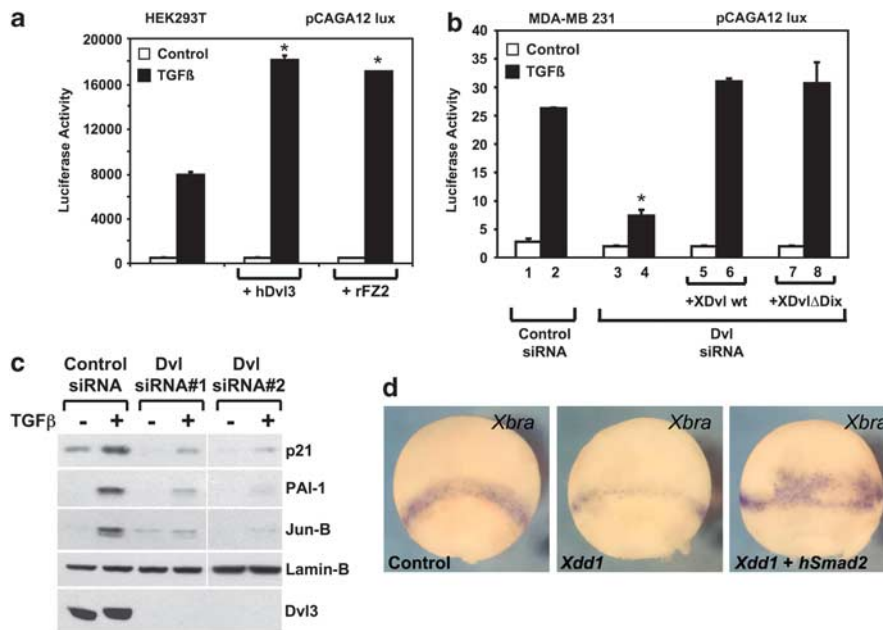 a
HEK293T pCAGA12 lux
Luciferase Activity
20000
16000
12000
8000
4000
0
Control
TGFß
*
*
+ hDvl3
+ rFZ2
b
MDA-MB 231 pCAGA12 lux
Luciferase Activity
40
35
30
25
20
15
10
5
0
Control
TGFß
*
1 2 3 4 5 6 7 8
+XDvl wt +XDvlΔDix
Control siRNA
Dvl siRNA
c
Control siRNA
Dvl siRNA#1
Dvl siRNA#2
TGFβ - + - + - +
p21
PAI-1
Jun-B
Lamin-B
Dvl3
d
Xbra
Control
Xbra
Xdd1
Xbra
Xdd1 + hSmad2